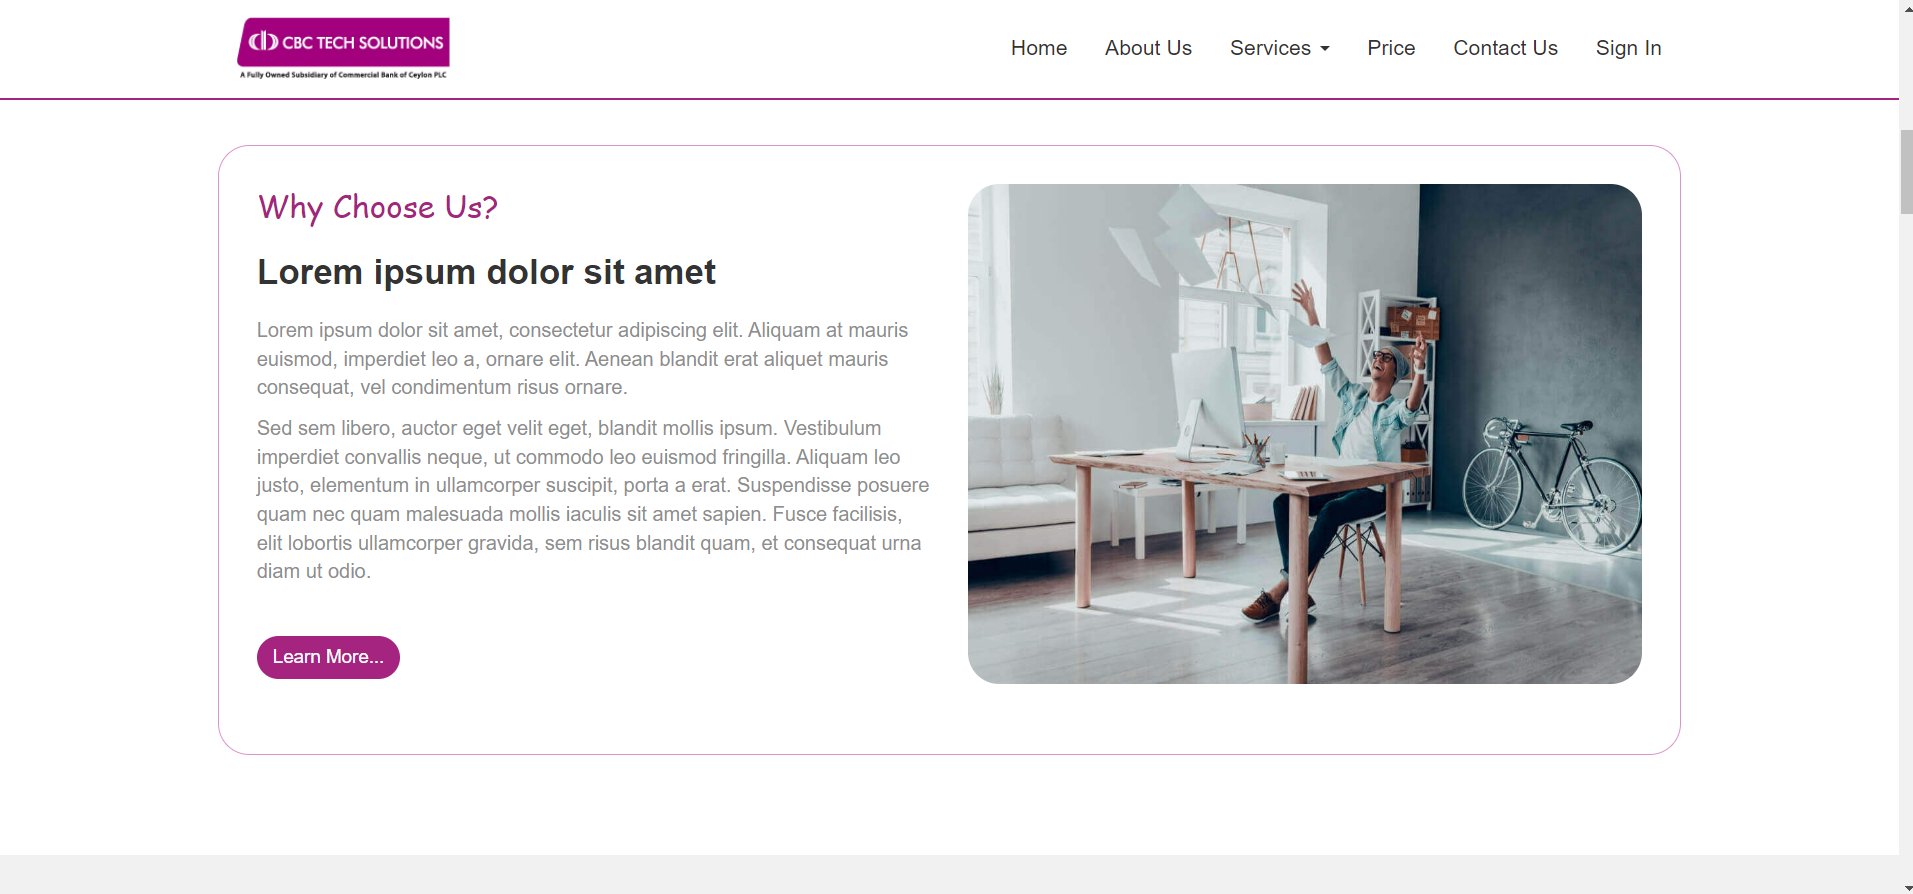 CBC TECH SOLUTIONS
A Fully Owned Subsidiary of Commercial Bank of Ceylon PLC
Home About Us Services Price Contact Us Sign In
Why Choose Us?
Lorem ipsum dolor sit amet
Lorem ipsum dolor sit amet, consectetur adipiscing elit. Aliquam at mauris
euismod, imperdiet leo a, ornare elit. Aenean blandit erat aliquet mauris
consequat, vel condimentum risus ornare.
Sed sem libero, auctor eget velit eget, blandit mollis ipsum. Vestibulum
imperdiet convallis neque, ut commodo leo euismod fringilla. Aliquam leo
justo, elementum in ullamcorper suscipit, porta a erat. Suspendisse posuere
quam nec quam malesuada mollis iaculis sit amet sapien. Fusce facilisis,
elit lobortis ullamcorper gravida, sem risus blandit quam, et consequat urna
diam ut odio.
Learn More...